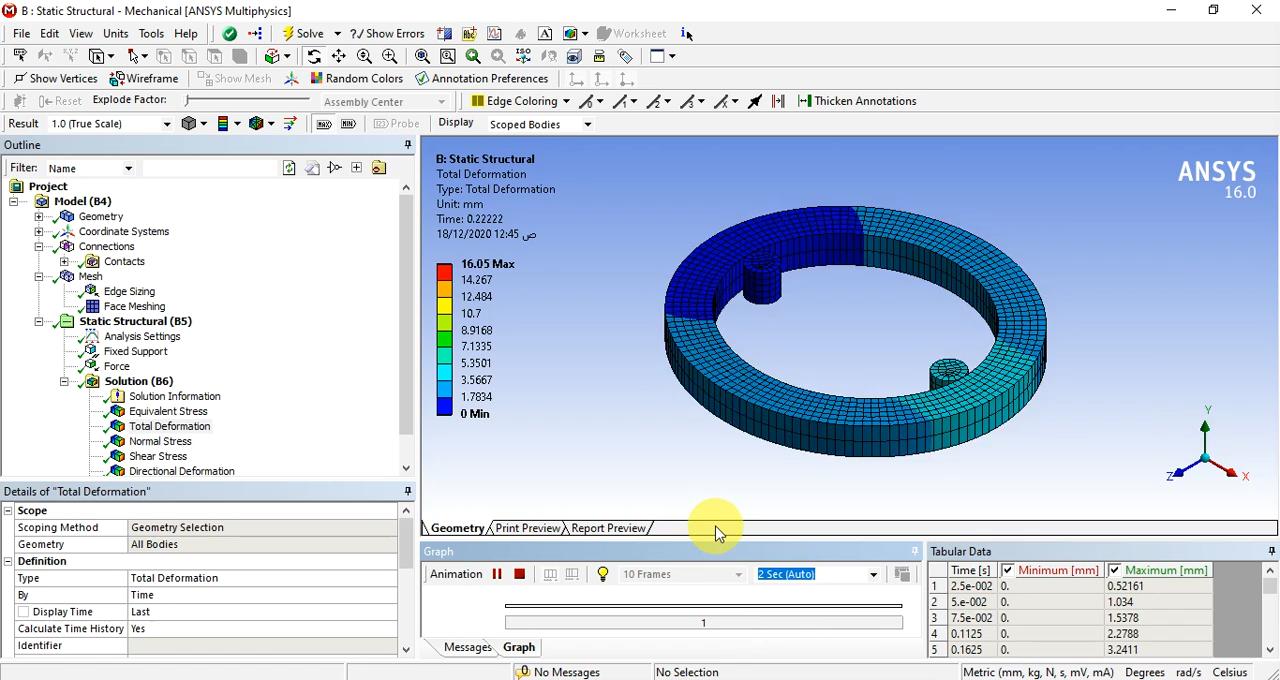 B : Static Structural - Mechanical [ANSYS Multiphysics]
File Edit View Units Tools Help Solve ?/ Show Errors Worksheet
Show Vertices Wireframe Show Mesh Random Colors Annotation Preferences
Reset Explode Factor: Assembly Center Edge Coloring Thicken Annotations
Result 1.0 (True Scale) MAX MIN Probe Display Scoped Bodies
Outline
Filter: Name
Project
Model (B4)
Geometry
Coordinate Systems
Connections
Contacts
Mesh
Edge Sizing
Face Meshing
Static Structural (B5)
Analysis Settings
Fixed Support
Force
Solution (B6)
Solution Information
Equivalent Stress
Total Deformation
Normal Stress
Shear Stress
Directional Deformation
Details of "Total Deformation"
Scope
Scoping Method Geometry Selection
Geometry All Bodies
Definition
Type Total Deformation
By Time
Display Time Last
Calculate Time History Yes
Identifier
B: Static Structural
Total Deformation
Type: Total Deformation
Unit: mm
Time: 0.22222
18/12/2020 12:45 ص
16.05 Max
14.267
12.484
10.7
8.9168
7.1335
5.3501
3.5667
1.7834
0 Min
ANSYS
16.0
Y
Z X
Geometry Print Preview Report Preview
Graph
Animation 10 Frames 2 Sec (Auto)
1
Messages Graph
Tabular Data
Time [s] Minimum [mm] Maximum [mm]
1 2.5e-002 0. 0.52161
2 5.e-002 0. 1.034
3 7.5e-002 0. 1.5378
4 0.1125 0. 2.2788
5 0.1625 0. 3.2411
No Messages No Selection Metric (mm, kg, N, s, mV, mA) Degrees rad/s Celsius